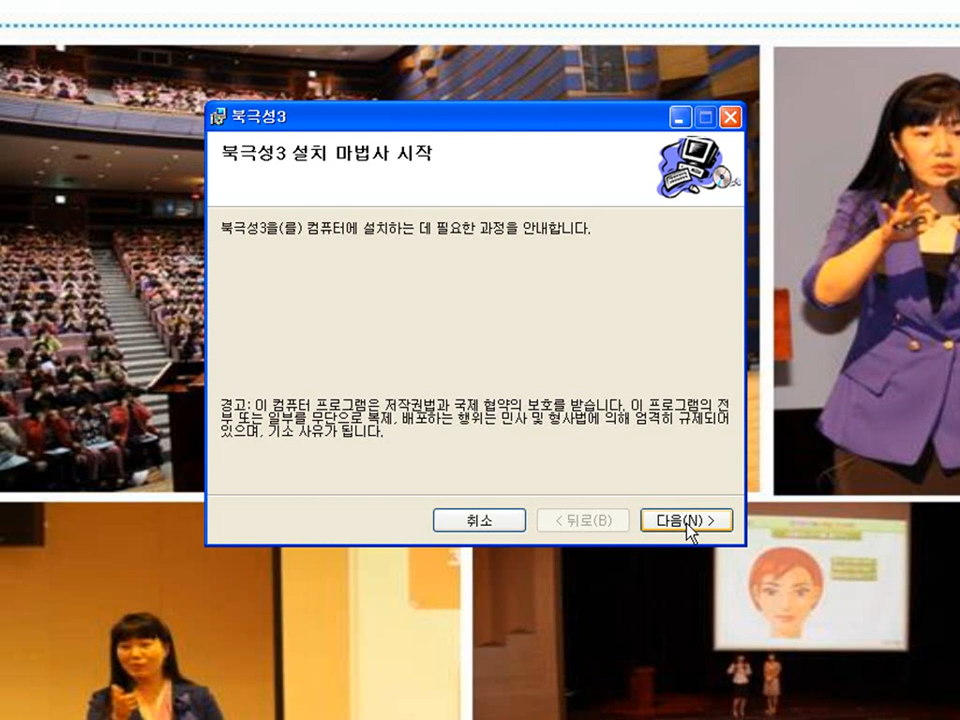 북극성3
북극성3 설치 마법사 시작
북극성3을(를) 컴퓨터에 설치하는 데 필요한 과정을 안내합니다.
경고: 이 컴퓨터 프로그램은 저작권법과 국제 협약의 보호를 받습니다. 이 프로그램의 전
부 또는 일부를 무단으로 복제, 배포하는 행위는 민사 및 형사법에 의해 엄격히 규제되어
있으며, 기소 사유가 됩니다.
취소 < 뒤로(B) 다음(N) >